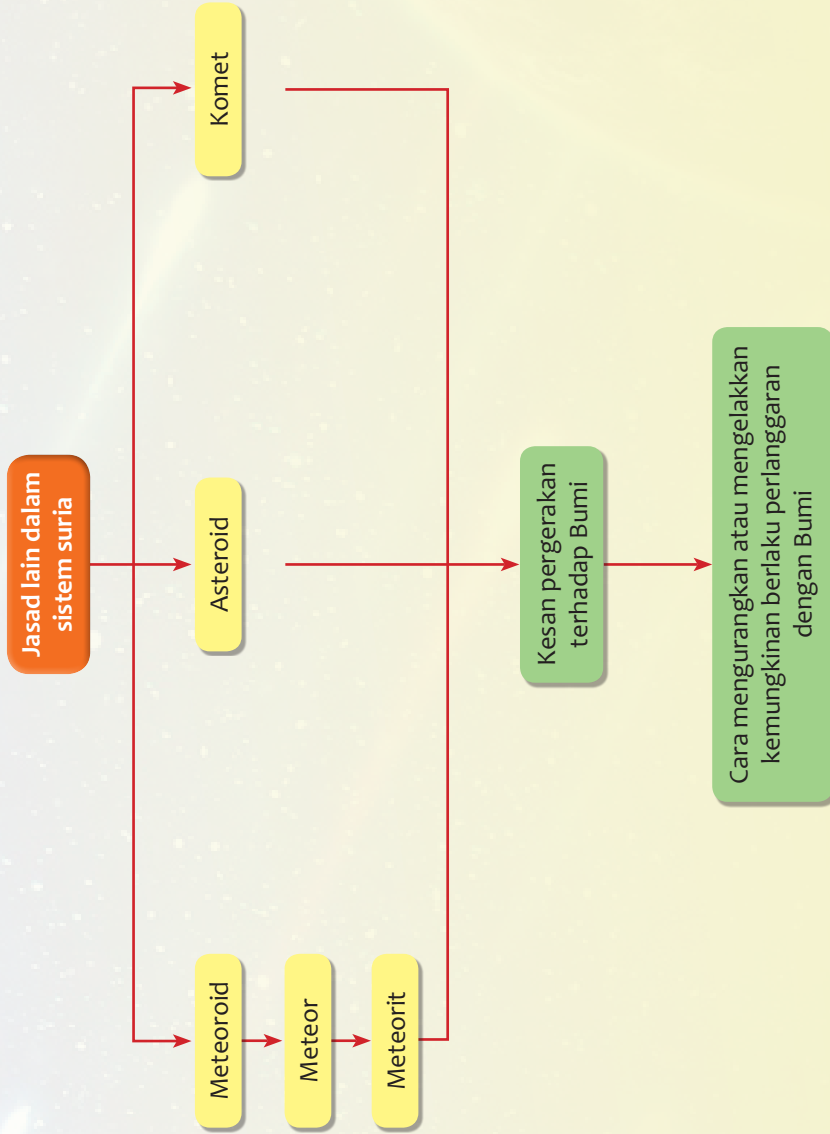 Jasad lain dalam
sistem suria
Meteoroid
Meteor
Meteorit
Asteroid
Komet
Kesan pergerakan
terhadap Bumi
Cara mengurangkan atau mengelakkan
kemungkinan berlaku perlanggaran
dengan Bumi